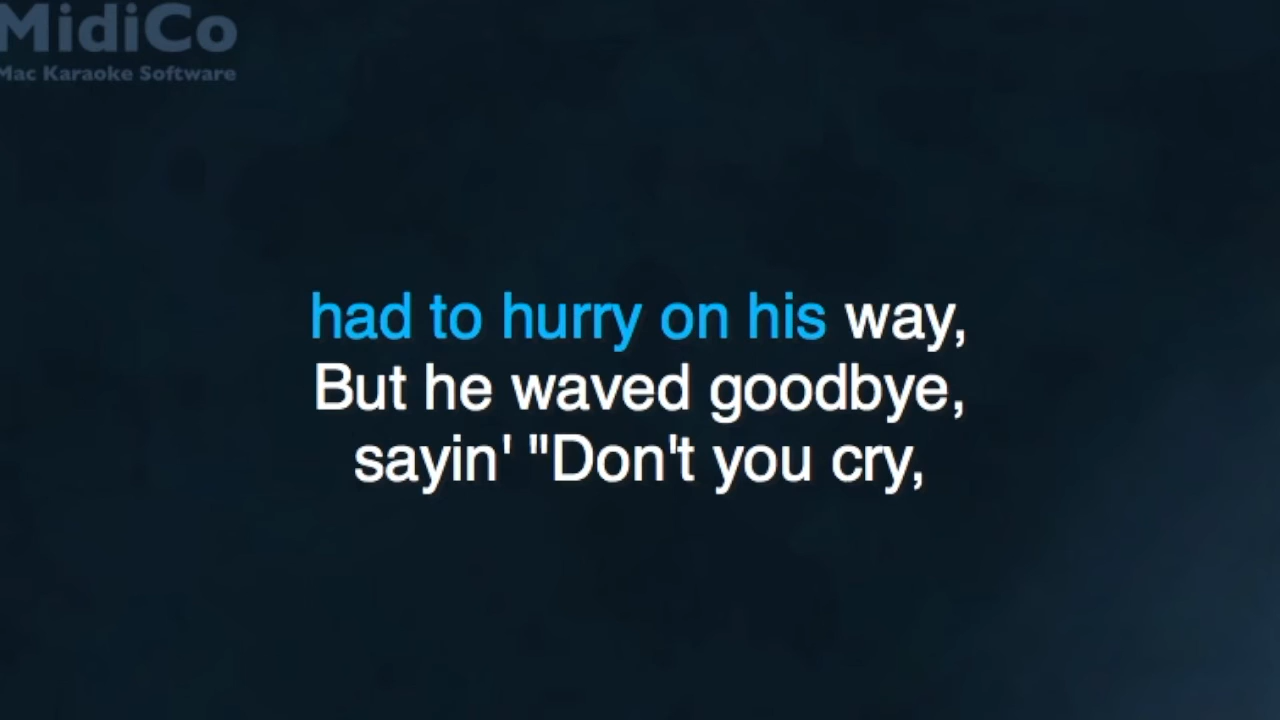 MidiCo
Mac Karaoke Software
had to hurry on his way,
But he waved goodbye,
sayin' "Don't you cry,